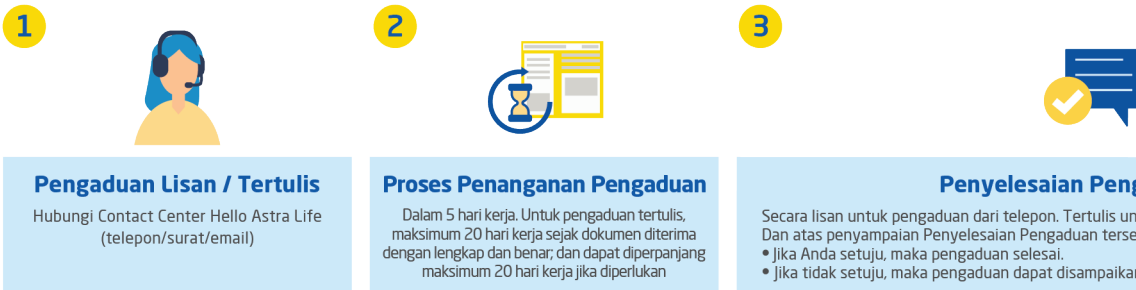 1
2
3
Pengaduan Lisan / Tertulis
Hubungi Contact Center Hello Astra Life
(telepon/surat/email)
Proses Penanganan Pengaduan
Dalam 5 hari kerja. Untuk pengaduan tertulis,
maksimum 20 hari kerja sejak dokumen diterima
dengan lengkap dan benar; dan dapat diperpanjang
maksimum 20 hari kerja jika diperlukan
Penyelesaian
Secara lisan untuk pengaduan dari telepon. Tertulis
Dan atas penyampaian Penyelesaian Pengaduan
• Jika Anda setuju, maka pengaduan selesai.
• Jika tidak setuju, maka pengaduan dapat disampaikan